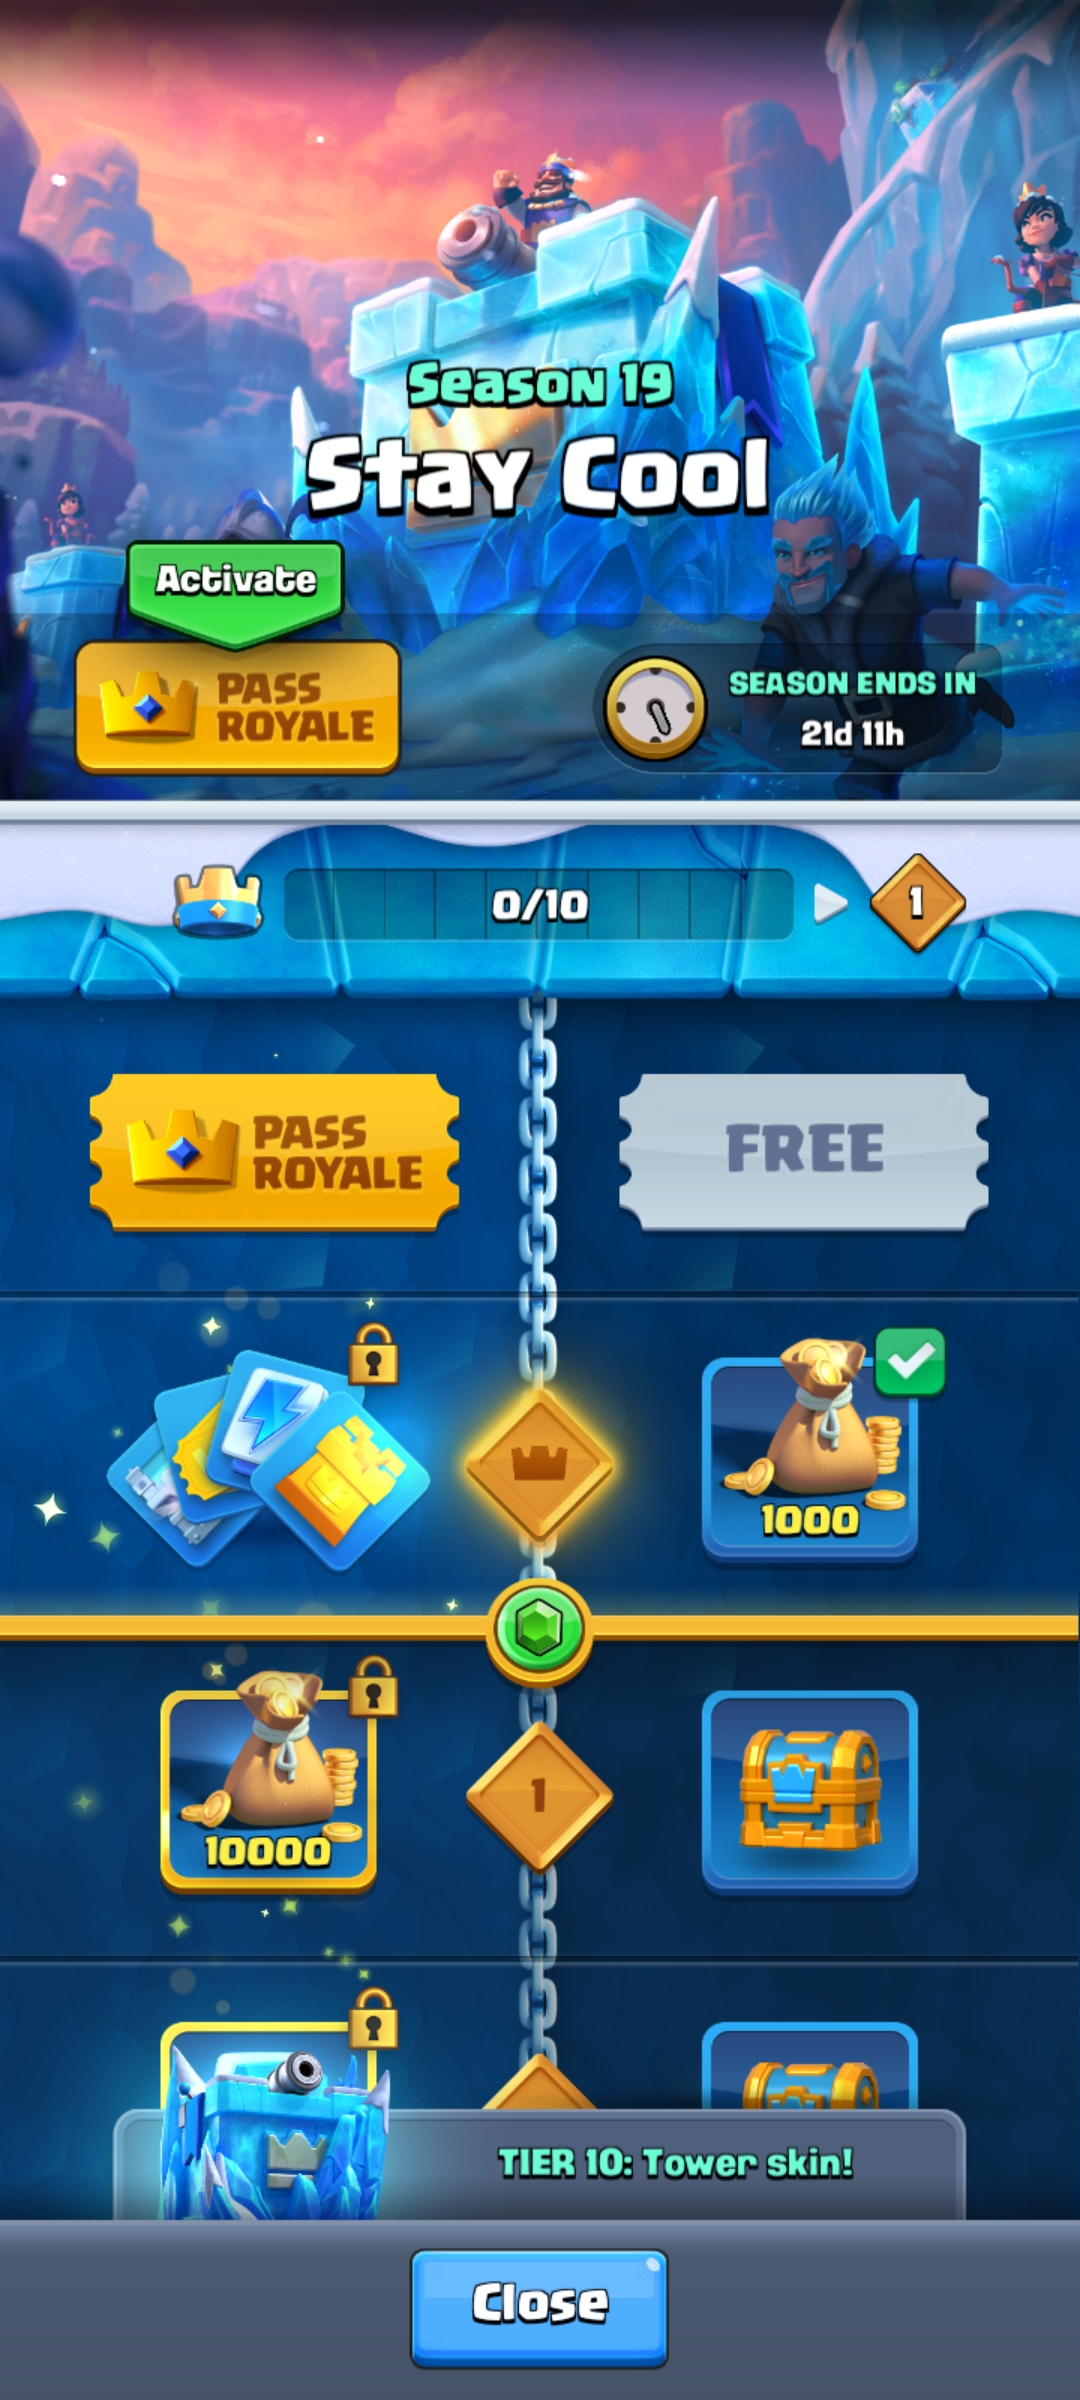 Season 19
Stay Cool
Activate
PASS
ROYALE
SEASON ENDS IN
21d 11h
0/10
1
PASS
ROYALE
FREE
1000
10000
1
TIER 10: Tower skin!
Close